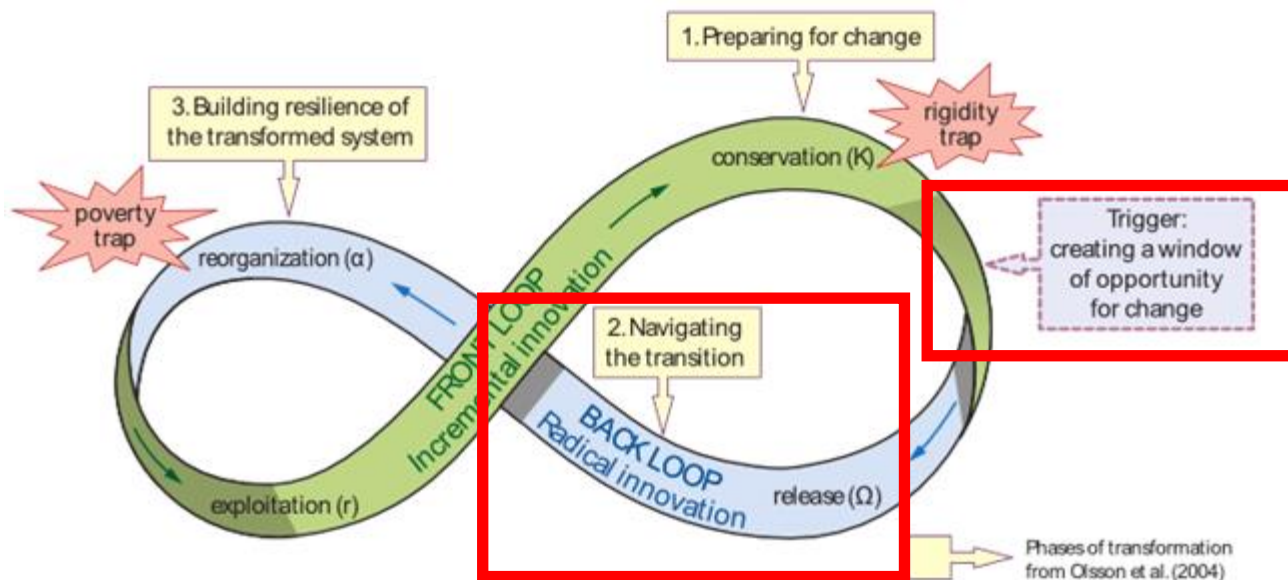 1. Preparing for change
3. Building resilience of
the transformed system
rigidity
trap
conservation (K)
poverty
trap
Trigger:
creating a window
of opportunity
for change
reorganization (α)
2. Navigating
the transition
FRONT LOOP
Incremental innovation
BACK LOOP
Radical innovation
exploitation (r)
release (Ω)
Phases of transformation
from Olsson et al. (2004)